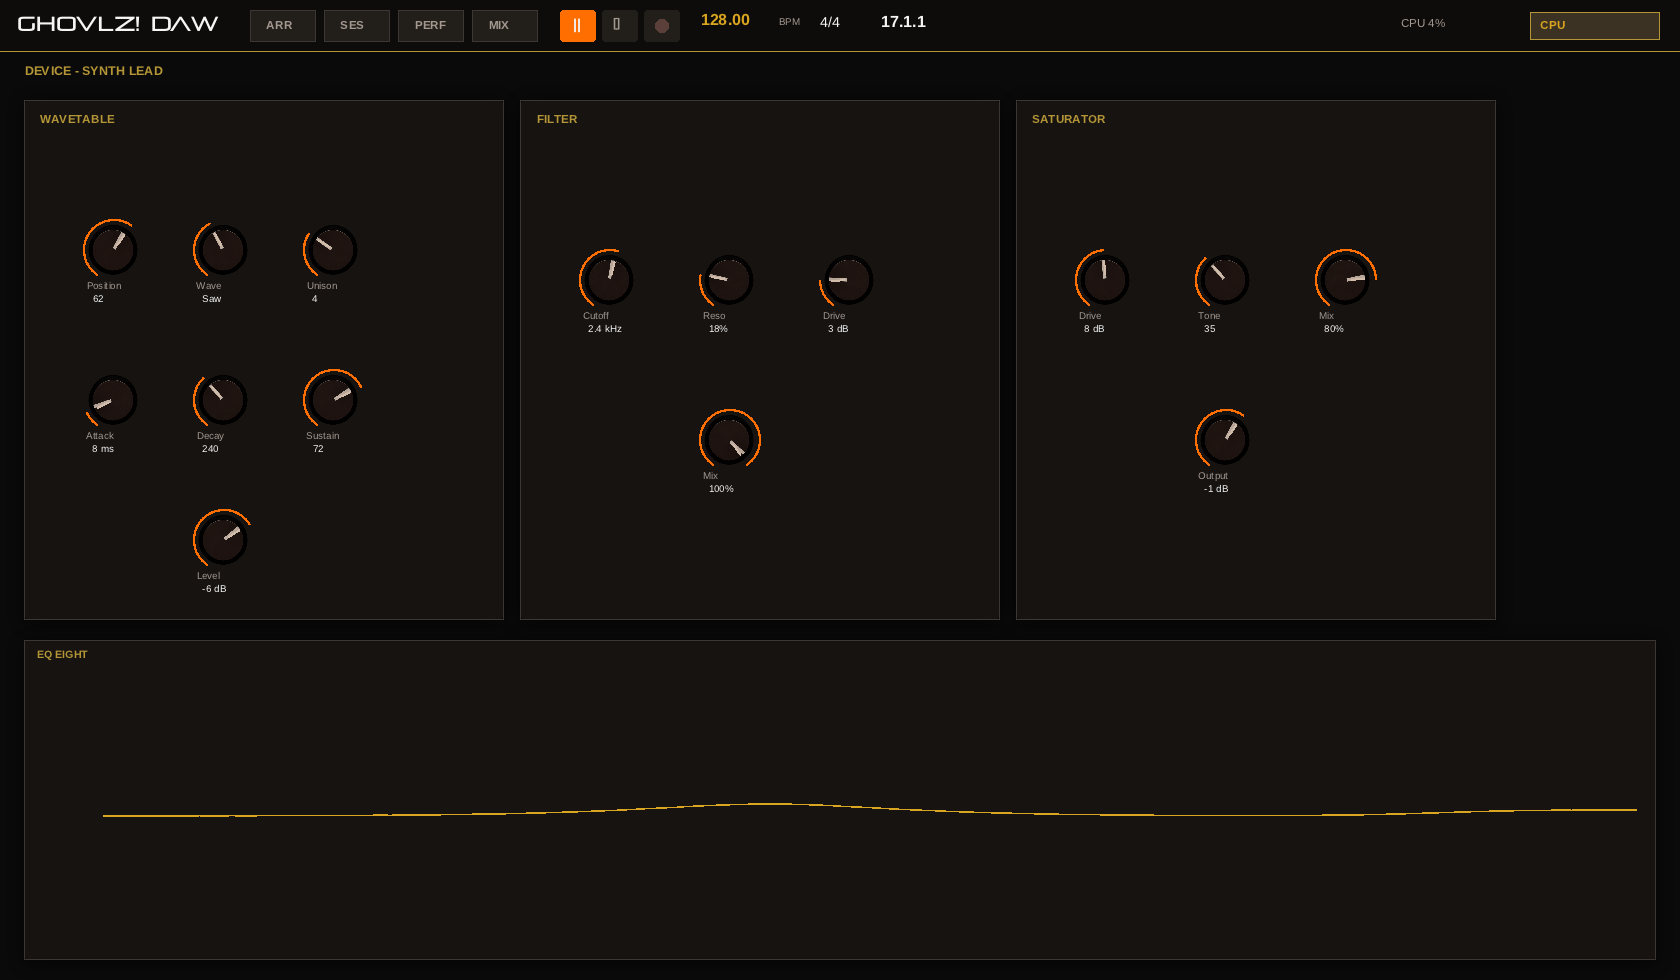 GHOVLZ! DAW ARR SES PERF MIX 128.00 BPM 4/4 17.1.1 CPU 4% CPU
DEVICE - SYNTH LEAD
WAVETABLE FILTER SATURATOR
Position Wave Unison
62 Saw 4
Cutoff Reso Drive Drive Tone Mix
2.4 kHz 18% 3 dB 8 dB 35 80%
Attack Decay Sustain
8 ms 240 72
Mix Output
100% -1 dB
Level
-6 dB
EQ EIGHT